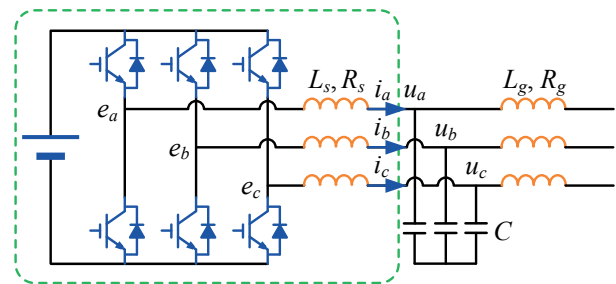 L_s, R_s
i_a
u_a
L_g, R_g
e_a
i_b
u_b
e_b
i_c
u_c
e_c
C